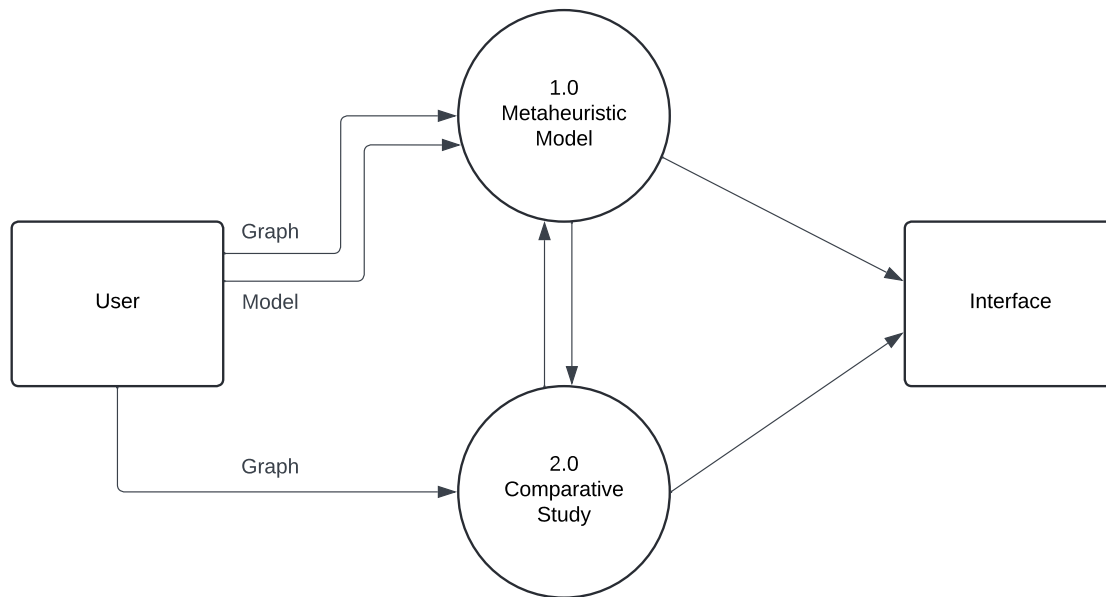 1.0
Metaheuristic
Model
Graph
User
Model
Interface
Graph
2.0
Comparative
Study